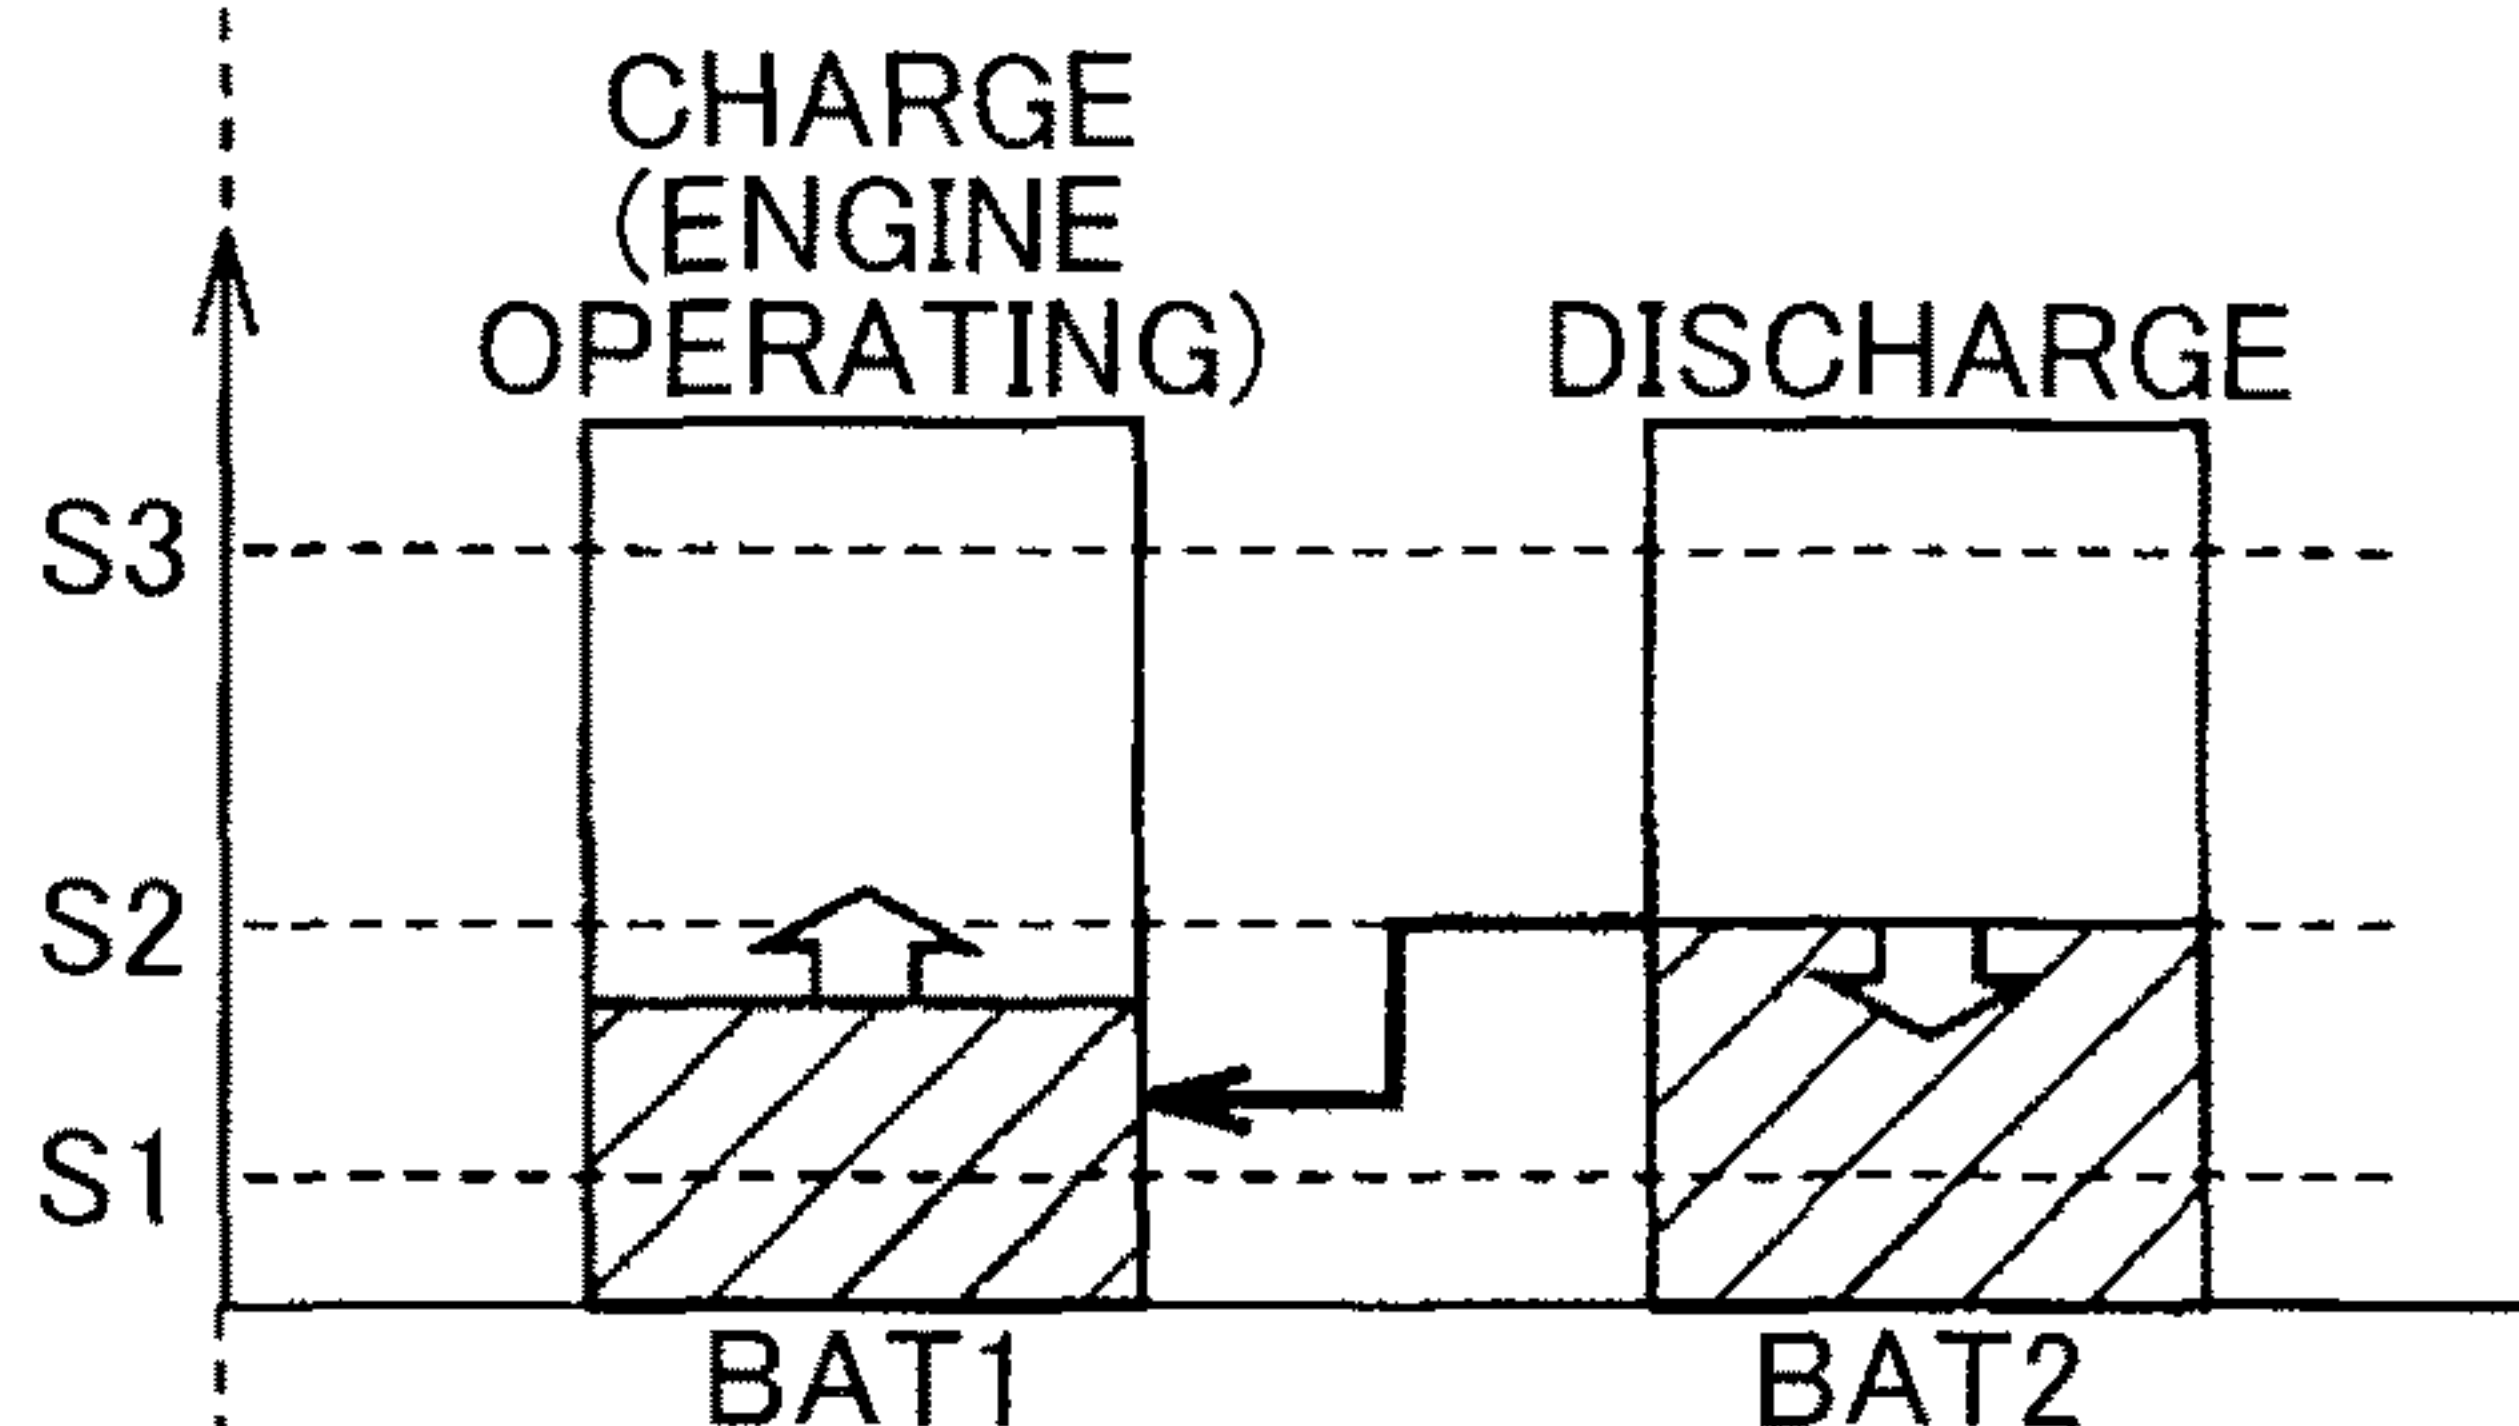 CHARGE
(ENGINE
OPERATING)
DISCHARGE
S3
S2
S1
BAT1
BAT2